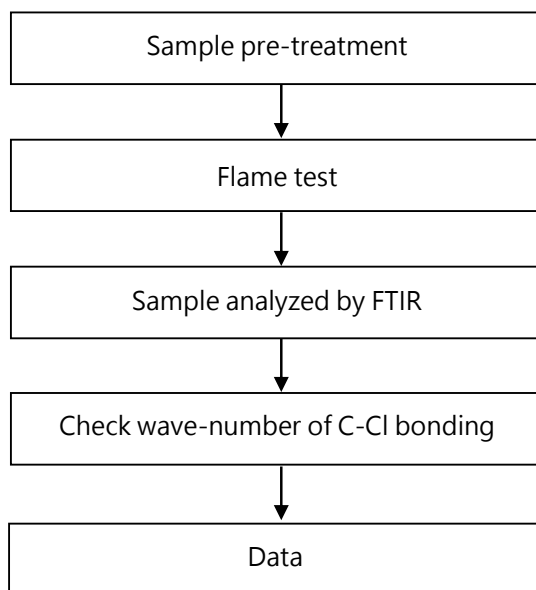 Sample pre-treatment
Flame test
Sample analyzed by FTIR
Check wave-number of C-Cl bonding
Data